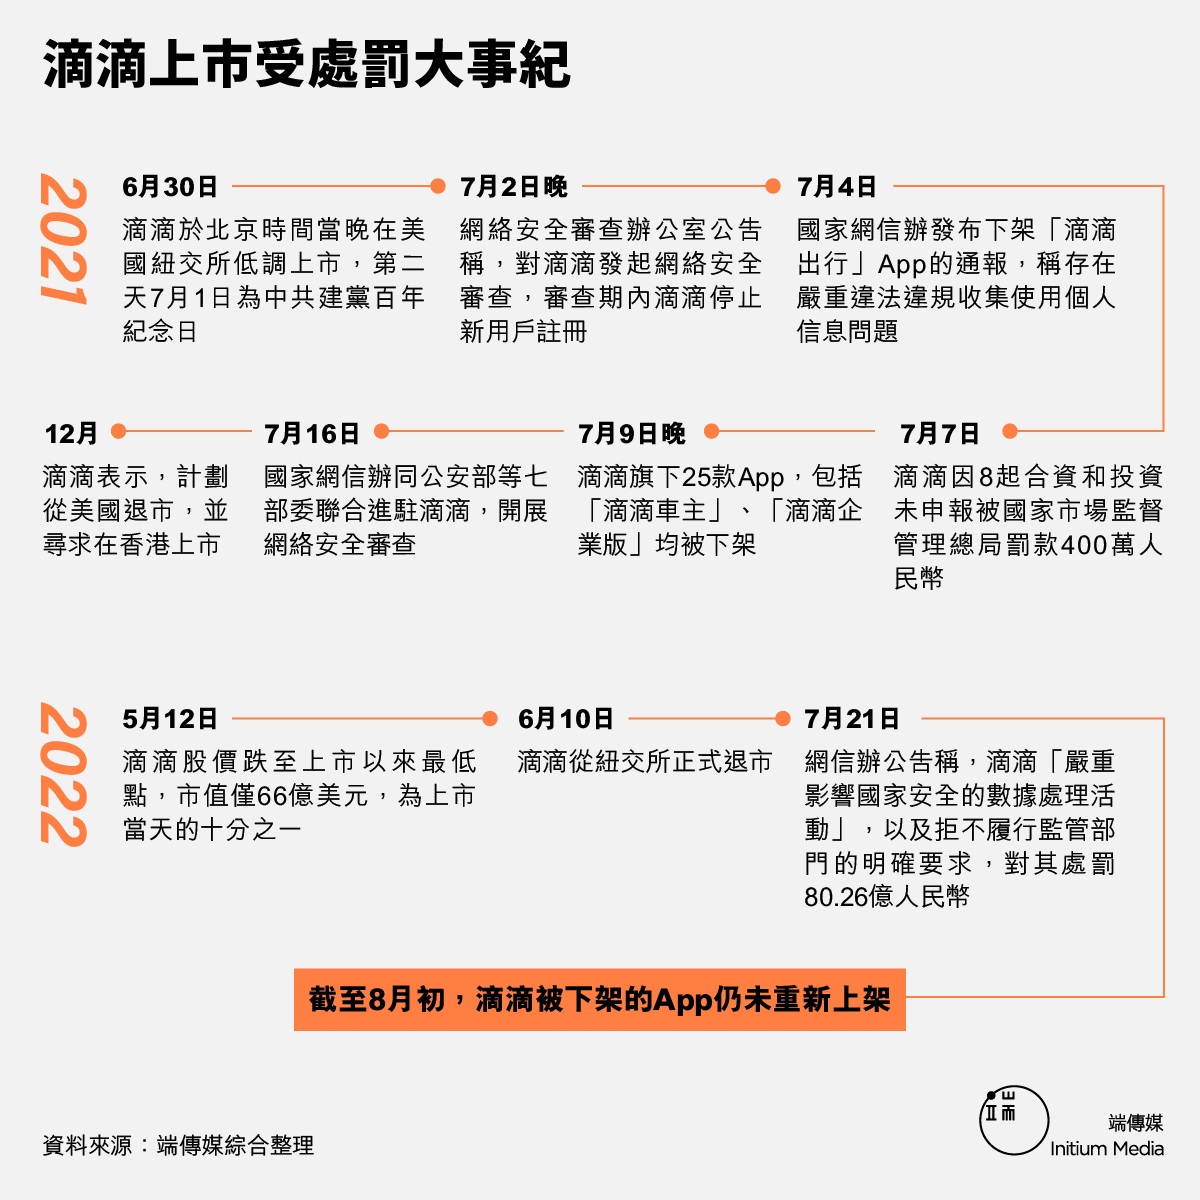 滴滴上市受處罰大事紀
2021
6月30日
滴滴於北京時間當晚在美
國紐交所低調上市，第二
天7月1日為中共建黨百年
紀念日
7月2日晚
網絡安全審查辦公室公告
稱，對滴滴發起網絡安全
審查，審查期內滴滴停止
新用戶註冊
7月4日
國家網信辦發布下架「滴滴
出行」App的通報，稱存在
嚴重違法違規收集使用個人
信息問題
7月7日
滴滴因8起合資和投資
未申報被國家市場監督
管理總局罰款400萬人
民幣
7月9日晚
滴滴旗下25款App，包括
「滴滴車主」、「滴滴企
業版」均被下架
7月16日
國家網信辦同公安部等七
部委聯合進駐滴滴，開展
網絡安全審查
12月
滴滴表示，計劃
從美國退市，並
尋求在香港上市
2022
5月12日
滴滴股價跌至上市以來最低
點，市值僅66億美元，為上市
當天的十分之一
6月10日
滴滴從紐交所正式退市
7月21日
網信辦公告稱，滴滴「嚴重
影響國家安全的數據處理活
動」，以及拒不履行監管部
門的明確要求，對其處罰
80.26億人民幣
截至8月初，滴滴被下架的App仍未重新上架
資料來源：端傳媒綜合整理
端
端傳媒
Initium Media